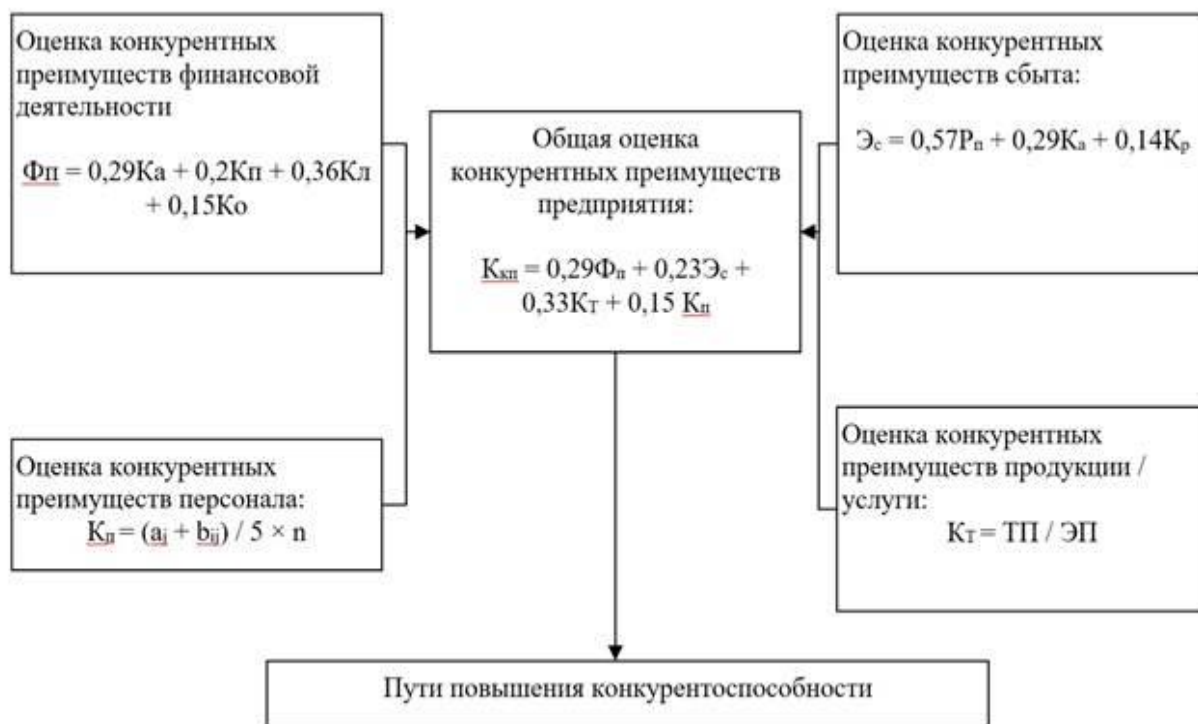 Оценка конкурентных
преимуществ финансовой
деятельности
Фп = 0,29Ка + 0,2Кп + 0,36Кл
+ 0,15Ко
Оценка конкурентных
преимуществ персонала:
Кп = (aj + bij) / 5 × n
Общая оценка
конкурентных преимуществ
предприятия:
Ккп = 0,29Фп + 0,23Эс +
0,33КТ + 0,15 Кп
Оценка конкурентных
преимуществ сбыта:
Эс = 0,57Рп + 0,29Ка + 0,14Кр
Оценка конкурентных
преимуществ продукции /
услуги:
КТ = ТП / ЭП
Пути повышения конкурентоспособности